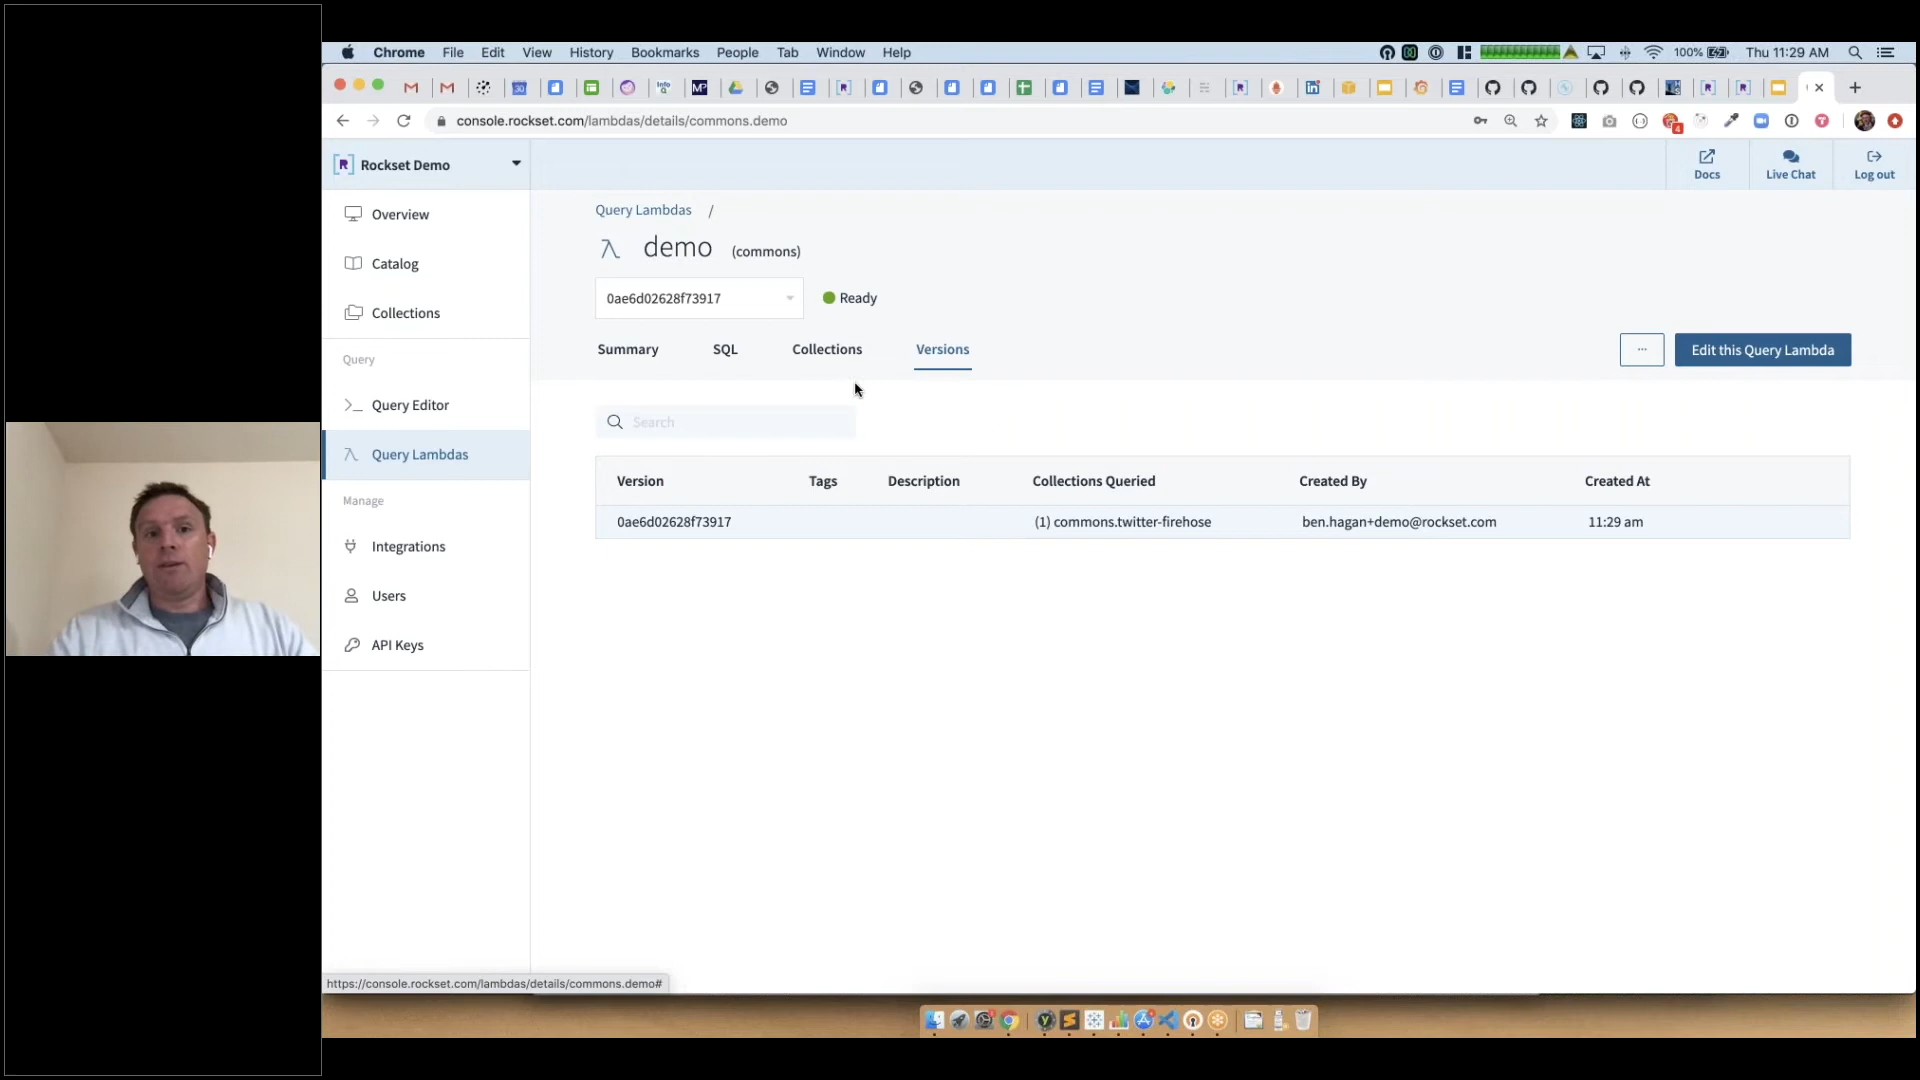 Chrome File Edit View History Bookmarks People Tab Window Help 100% Thu 11:29 AM
console.rockset.com/lambdas/details/commons.demo
[R] Rockset Demo
Docs
Live Chat
Log out
Overview
Catalog
Collections
Query
Query Editor
Query Lambdas
Manage
Integrations
Users
API Keys
Query Lambdas /
demo (commons)
0ae6d02628f73917 Ready
Summary SQL Collections Versions ... Edit this Query Lambda
Search
Version Tags Description Collections Queried Created By Created At
0ae6d02628f73917 (1) commons.twitter-firehose ben.hagan+demo@rockset.com 11:29 am
https://console.rockset.com/lambdas/details/commons.demo#